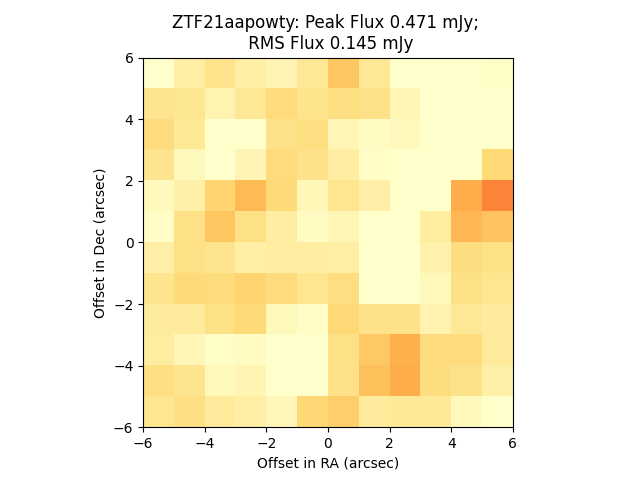 ZTF21aapowty: Peak Flux 0.471 mJy;
RMS Flux 0.145 mJy
6
4
2
0
−2
−4
−6
Offset in Dec (arcsec)
−6 −4 −2 0 2 4 6
Offset in RA (arcsec)